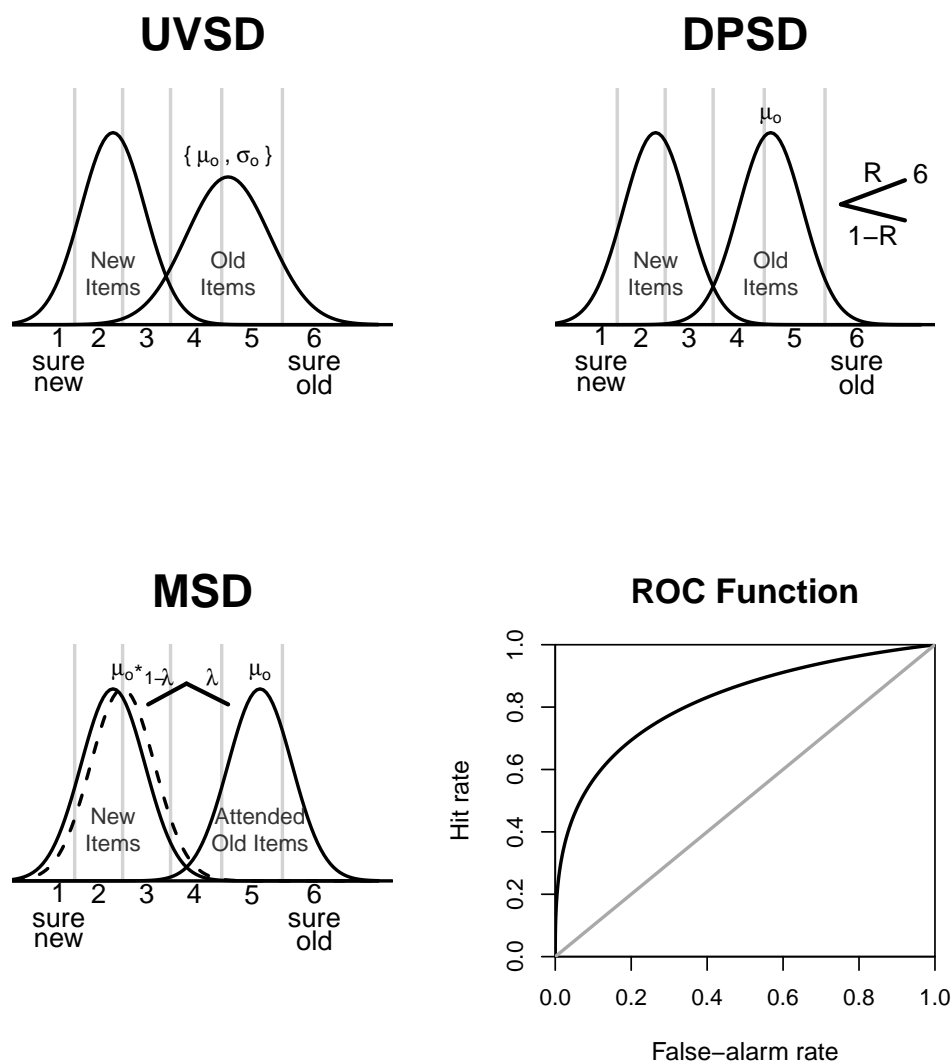 UVSD
{ μo , σo }
New
Items
Old
Items
1 2 3 4 5 6
sure
new
sure
old
DPSD
μo
R 6
1−R
New
Items
Old
Items
1 2 3 4 5 6
sure
new
sure
old
MSD
μo* 1−λ λ μo
New
Items
Attended
Old Items
1 2 3 4 5 6
sure
new
sure
old
ROC Function
Hit rate
1.0
0.8
0.6
0.4
0.2
0.0
0.0 0.2 0.4 0.6 0.8 1.0
False−alarm rate